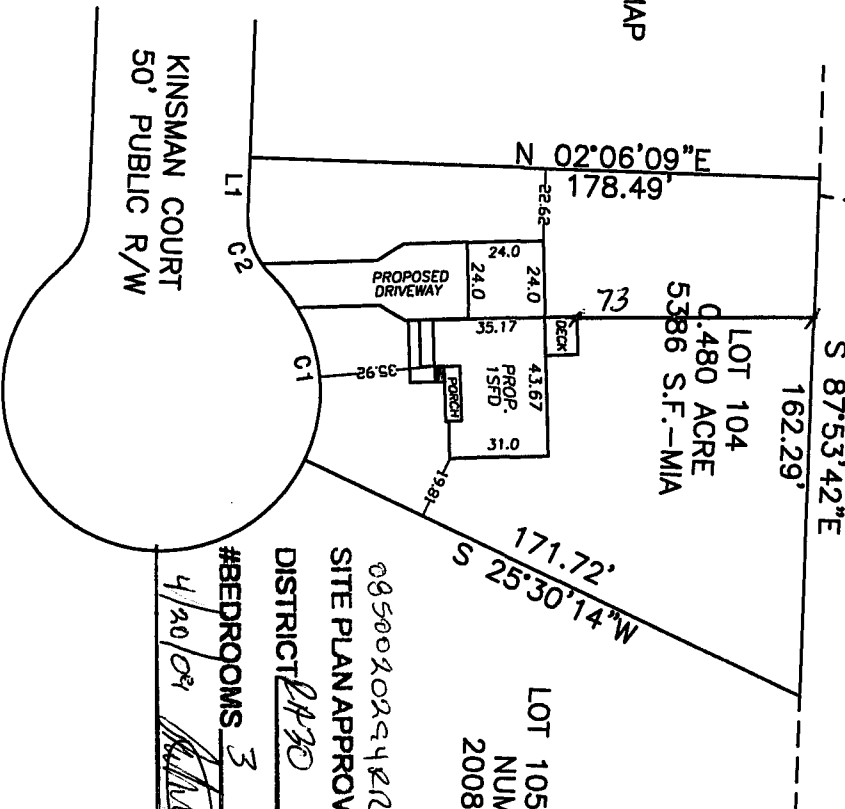 MAP
KINSMAN COURT
50' PUBLIC R/W
L1
C2
C1
N 02°06'09"E
178.49'
22.62
24.0
24.0
24.0
PROPOSED
DRIVEWAY
73
DECK
35.17
43.67
PROP.
1SFD
PORCH
31.0
35.92
19.81
LOT 104
0.480 ACRE
5386 S.F.-MIA
S 87°53'42"E
162.29'
171.72'
S 25°30'14"W
LOT 105
NUM
2008
SITE PLAN APPROV
DISTRICT RA30
#BEDROOMS 3
4/20/09